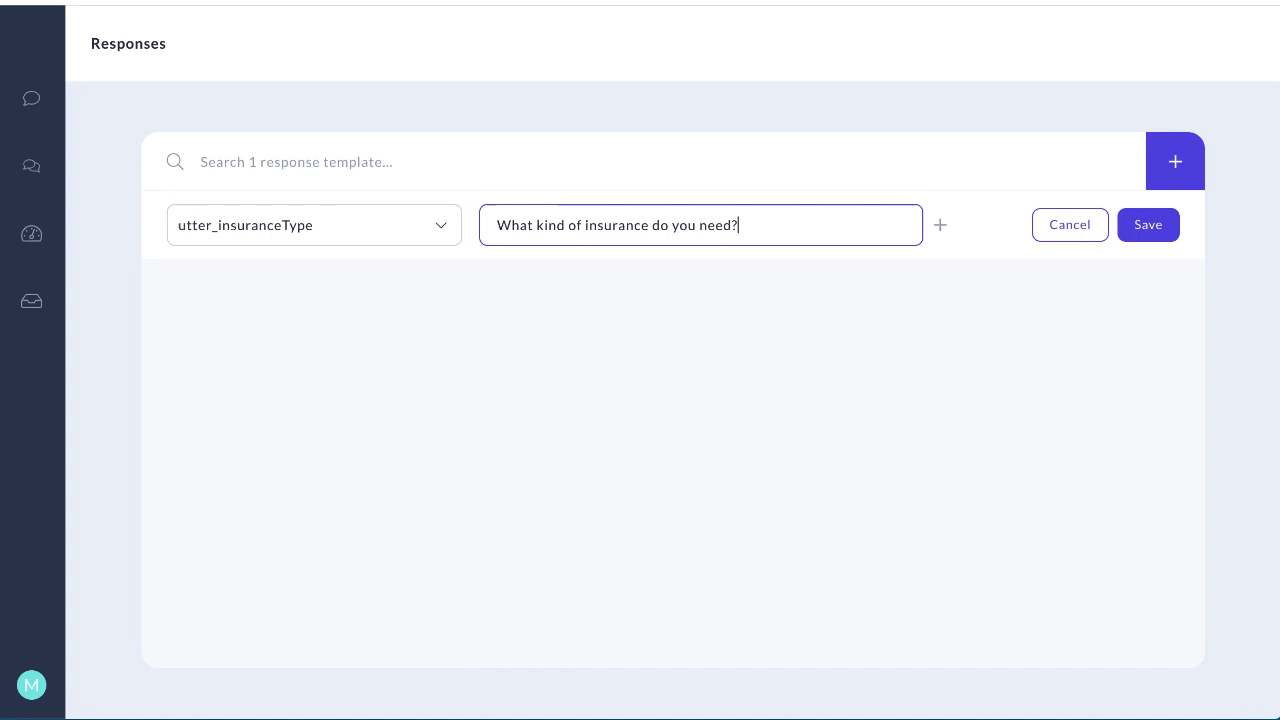 Responses
Search 1 response template...
utter_insuranceType
What kind of insurance do you need?
Cancel
Save
M